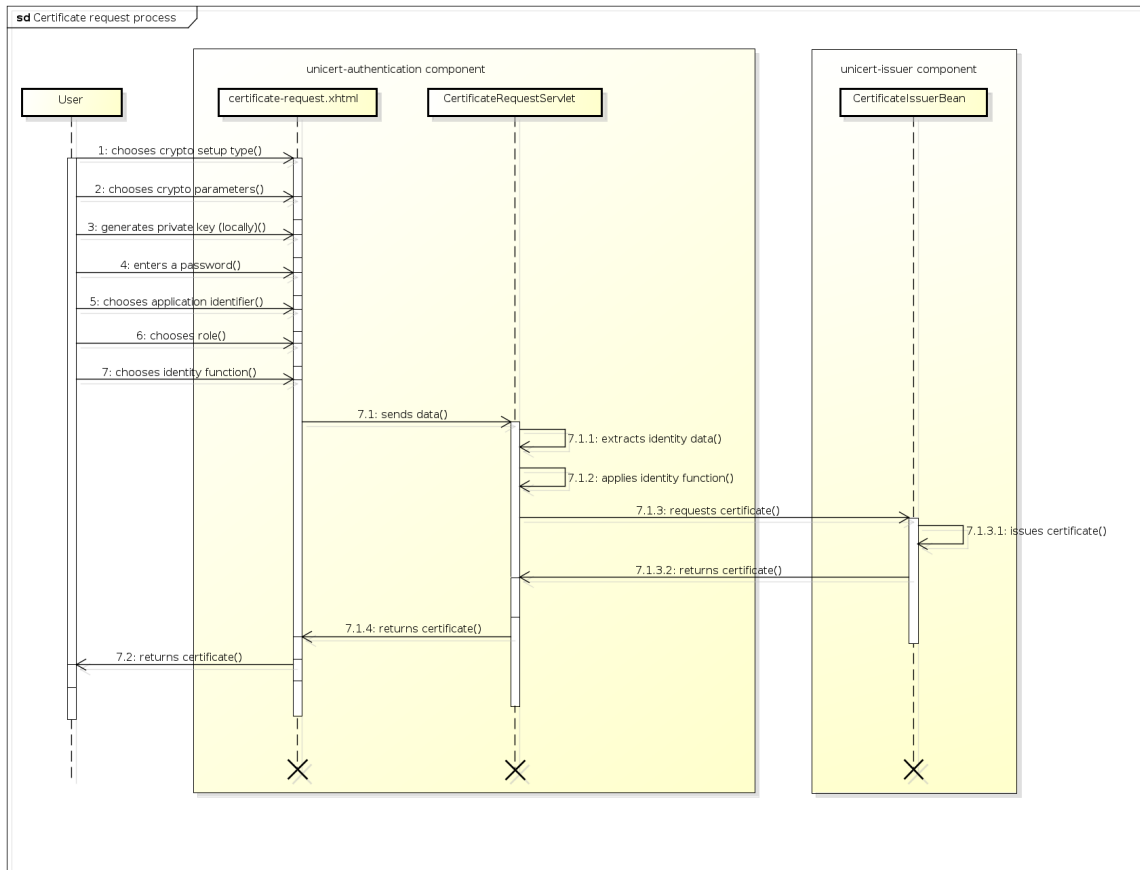 sd Certificate request process
unicert-authentication component
unicert-issuer component
User
certificate-request.xhtml
CertificateRequestServlet
CertificateIssuerBean
1: chooses crypto setup type()
2: chooses crypto parameters()
3: generates private key (locally)()
4: enters a password()
5: chooses application identifier()
6: chooses role()
7: chooses identity function()
7.1: sends data()
7.1.1: extracts identity data()
7.1.2: applies identity function()
7.1.3: requests certificate()
7.1.3.1: issues certificate()
7.1.3.2: returns certificate()
7.1.4: returns certificate()
7.2: returns certificate()